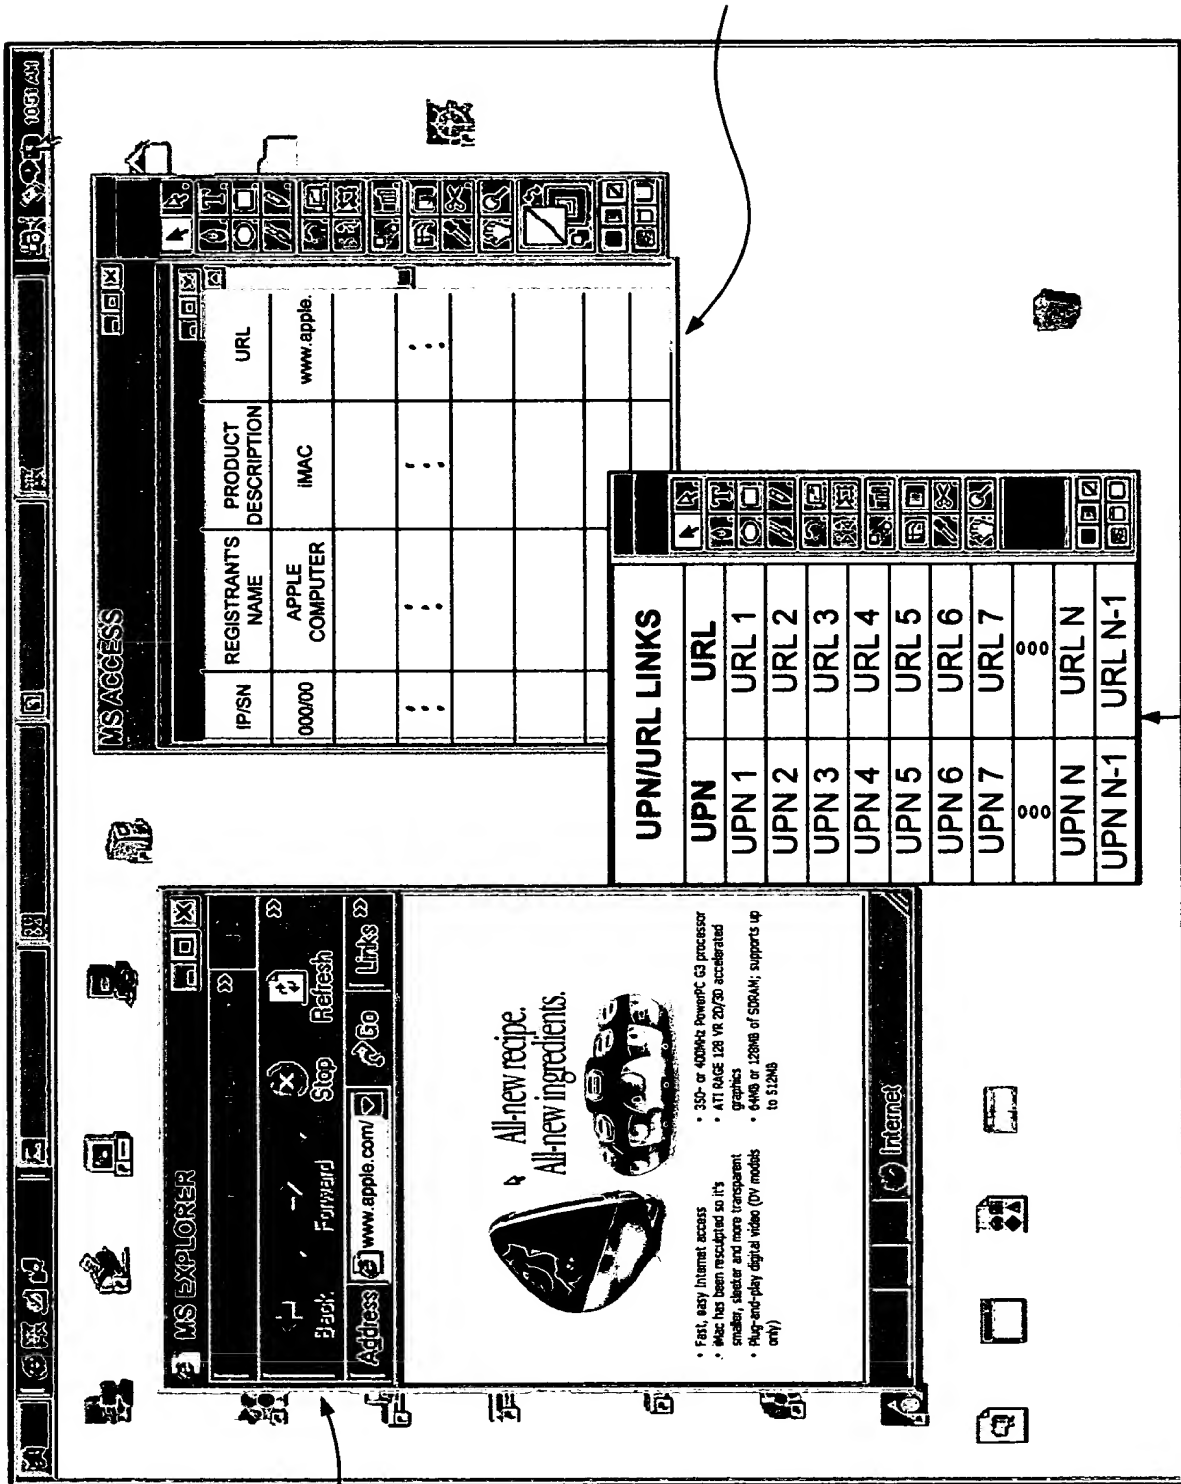 10:51 AM
MS EXPLORER
Back Forward Stop Refresh
Address www.apple.com/ Go Links
All-new recipe.
All-new ingredients.
• Fast, easy Internet access
• iMac has been resculpted so it's
smaller, sleeker and more transparent
• Plug-and-play digital video (DV models
only)
• 350- or 400MHz PowerPC G3 processor
• ATI RAGE 128 VR 2D/3D accelerated
graphics
• 64MB or 128MB of SDRAM; supports up
to 512MB
Internet
MS ACCESS
IP/SN REGISTRANT'S NAME PRODUCT DESCRIPTION URL
000/00 APPLE COMPUTER iMAC www.apple.
UPN/URL LINKS
UPN URL
UPN 1 URL 1
UPN 2 URL 2
UPN 3 URL 3
UPN 4 URL 4
UPN 5 URL 5
UPN 6 URL 6
UPN 7 URL 7
ooo ooo
UPN N URL N
UPN N-1 URL N-1